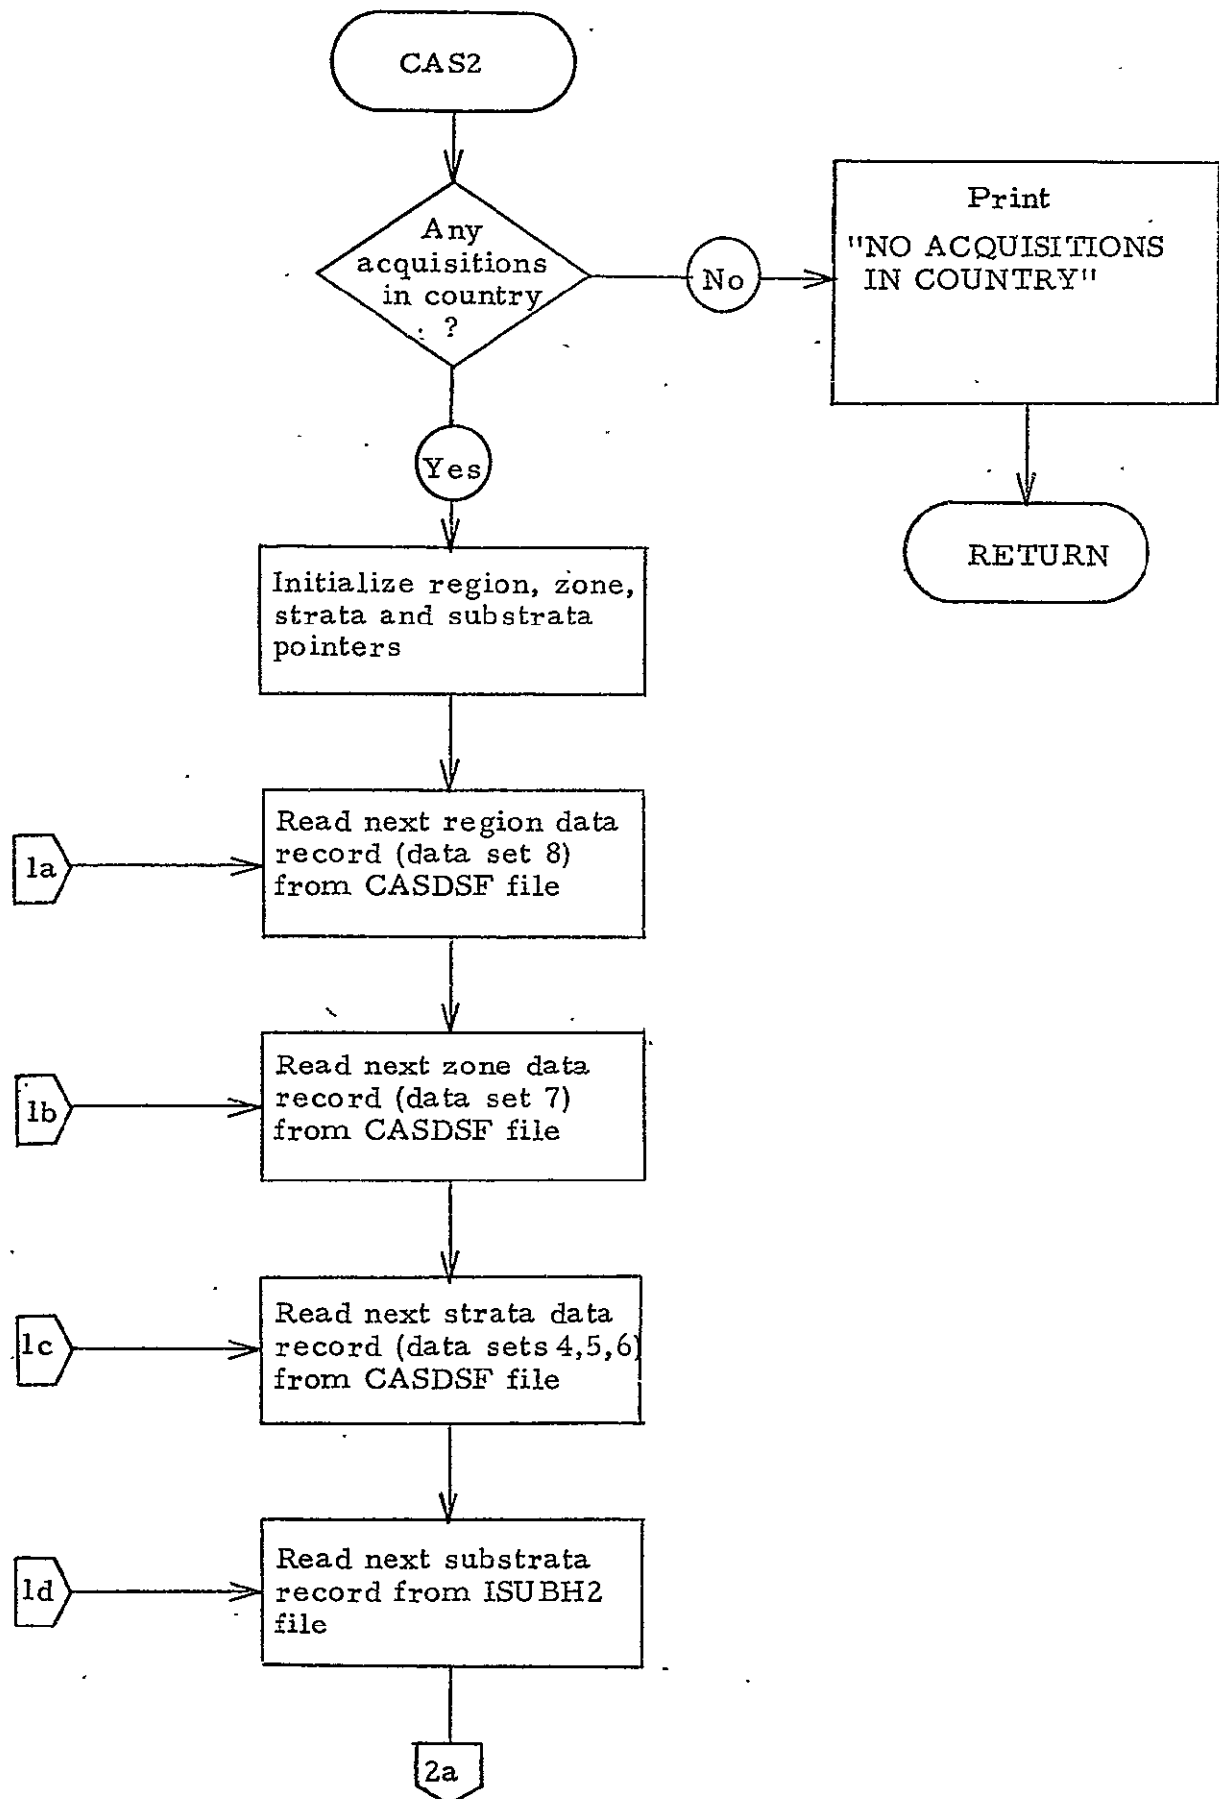 CAS2
Any
acquisitions
in country
?
No
Print
"NO ACQUISITIONS
IN COUNTRY"
RETURN
Yes
Initialize region, zone,
strata and substrata
pointers
1a
Read next region data
record (data set 8)
from CASDSF file
1b
Read next zone data
record (data set 7)
from CASDSF file
1c
Read next strata data
record (data sets 4,5,6)
from CASDSF file
1d
Read next substrata
record from ISUBH2
file
2a